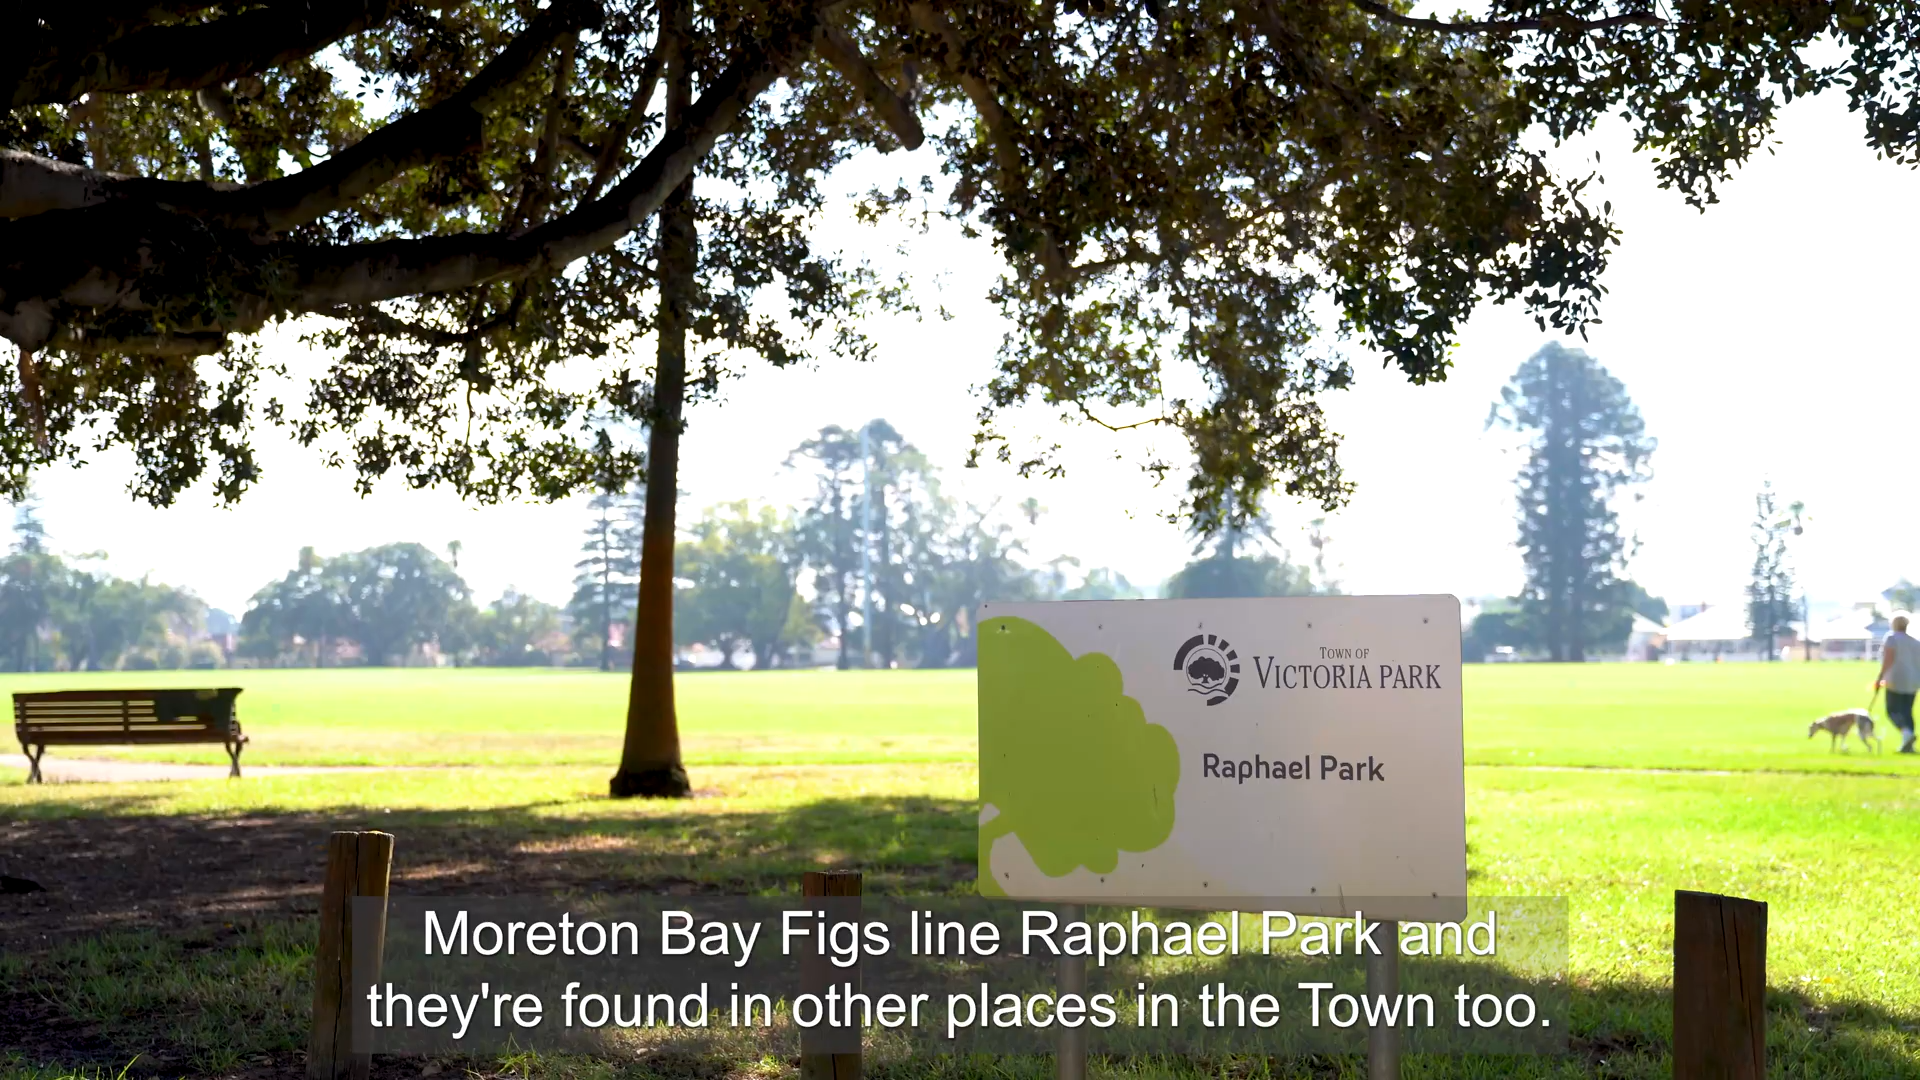 TOWN OF
VICTORIA PARK
Raphael Park
Moreton Bay Figs line Raphael Park and
they're found in other places in the Town too.